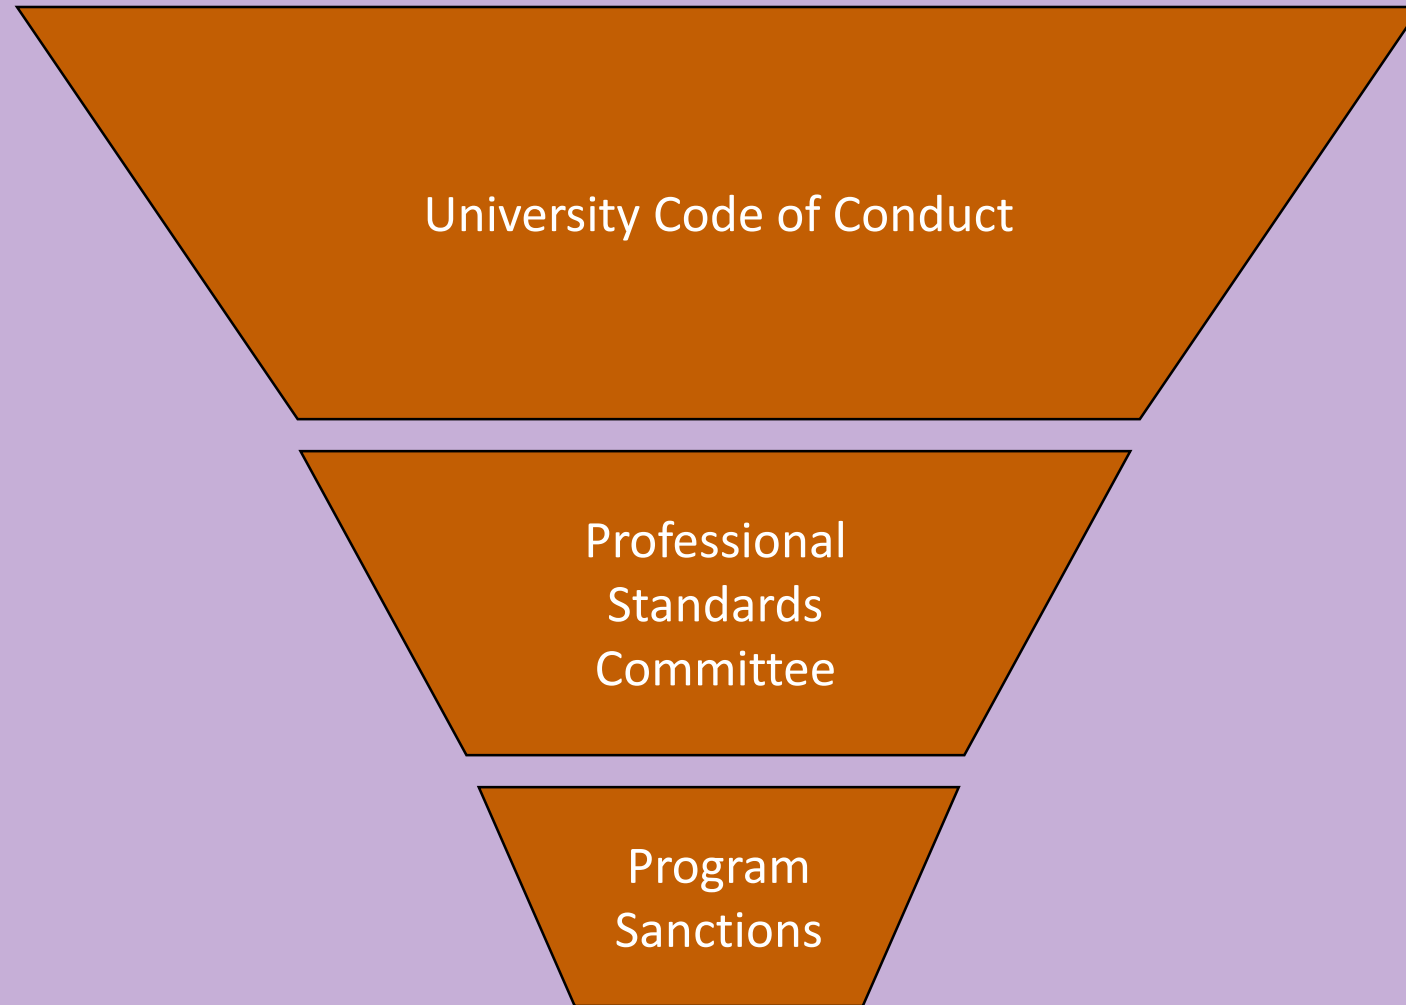 University Code of Conduct
Professional
Standards
Committee
Program
Sanctions